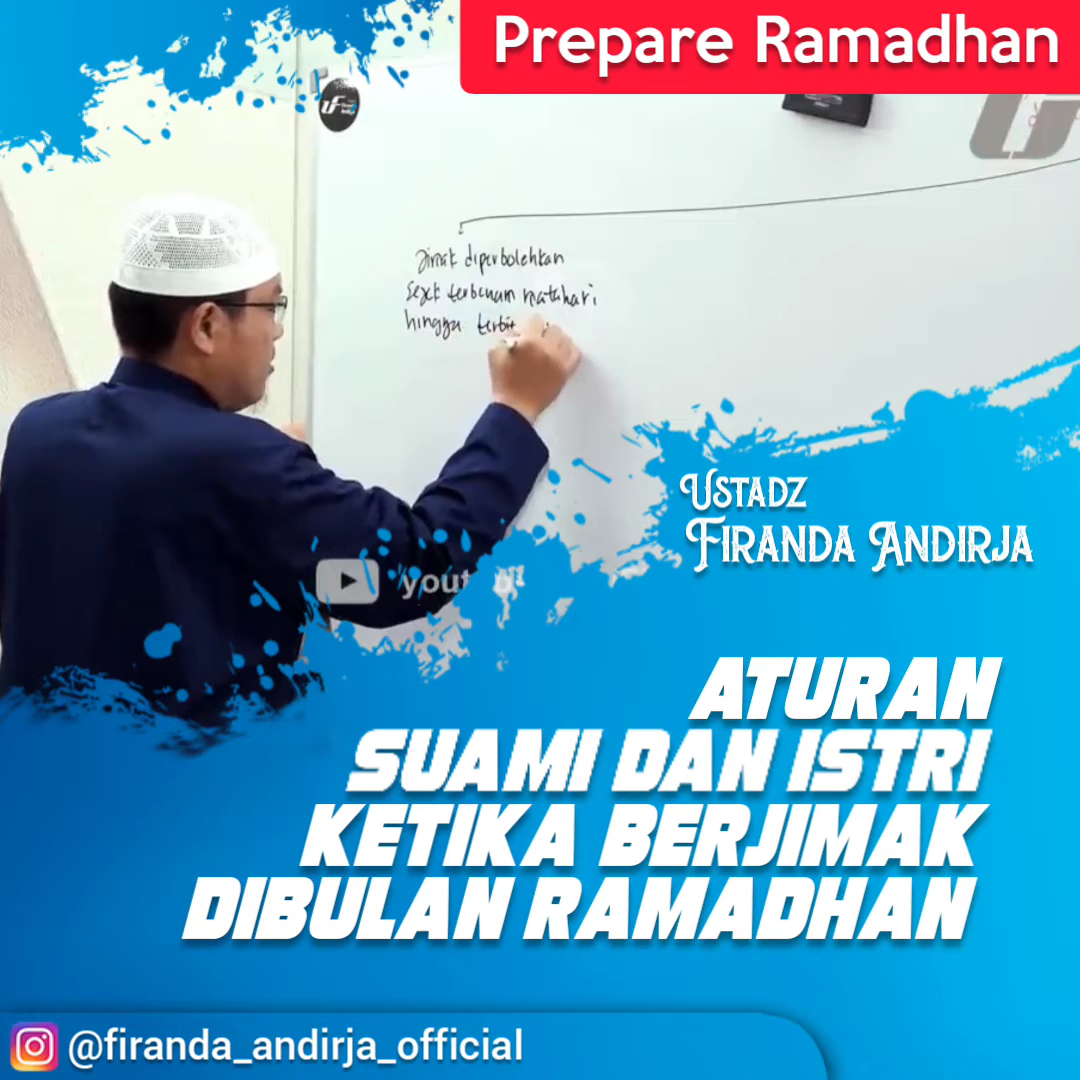 Prepare Ramadhan
Jimak diperbolehkan
Sejak terbenam matahari
hingga terbit
USTADZ
FIRANDA ANDIRJA
ATURAN
SUAMI DAN ISTRI
KETIKA BERJIMAK
DIBULAN RAMADHAN
@firanda_andirja_official